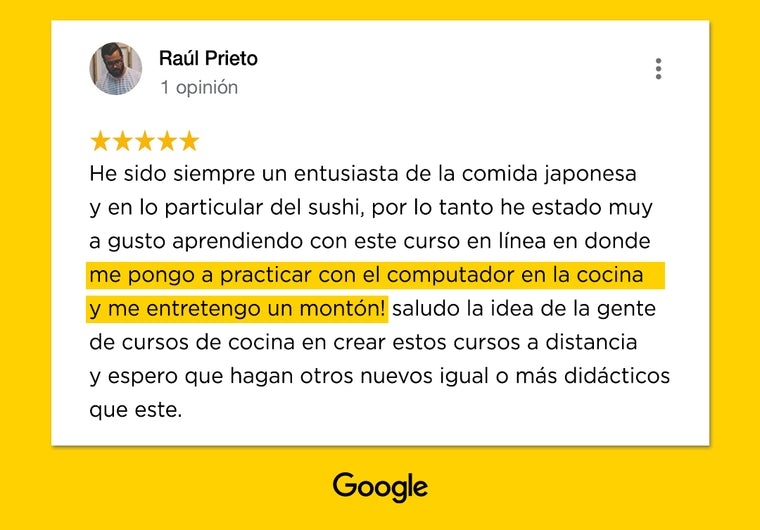 Raúl Prieto
1 opinión
He sido siempre un entusiasta de la comida japonesa
y en lo particular del sushi, por lo tanto he estado muy
a gusto aprendiendo con este curso en línea en donde
me pongo a practicar con el computador en la cocina
y me entretengo un montón! saludo la idea de la gente
de cursos de cocina en crear estos cursos a distancia
y espero que hagan otros nuevos igual o más didácticos
que este.
Google